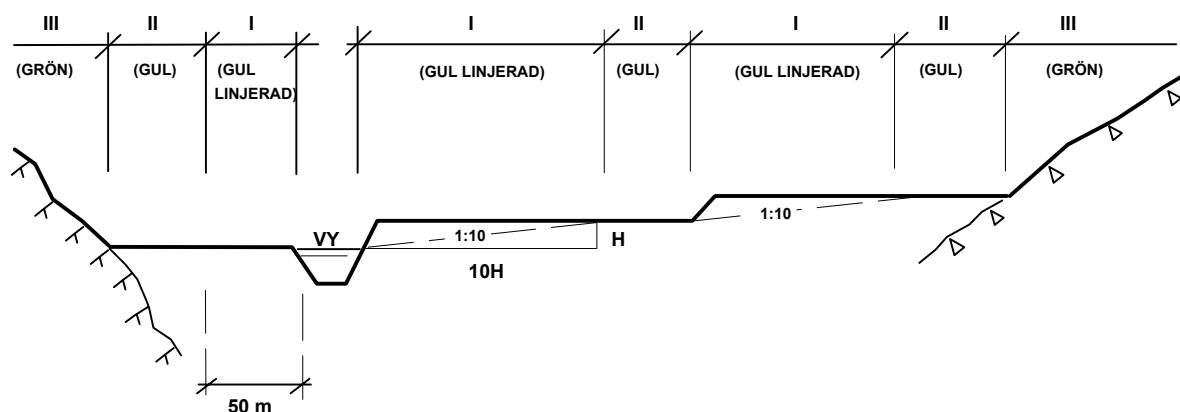 III II I I II I II III
(GRÖN) (GUL) (GUL LINJERAD) (GUL LINJERAD) (GUL) (GUL LINJERAD) (GUL) (GRÖN)
1:10
VY 1:10 H
10H
50 m